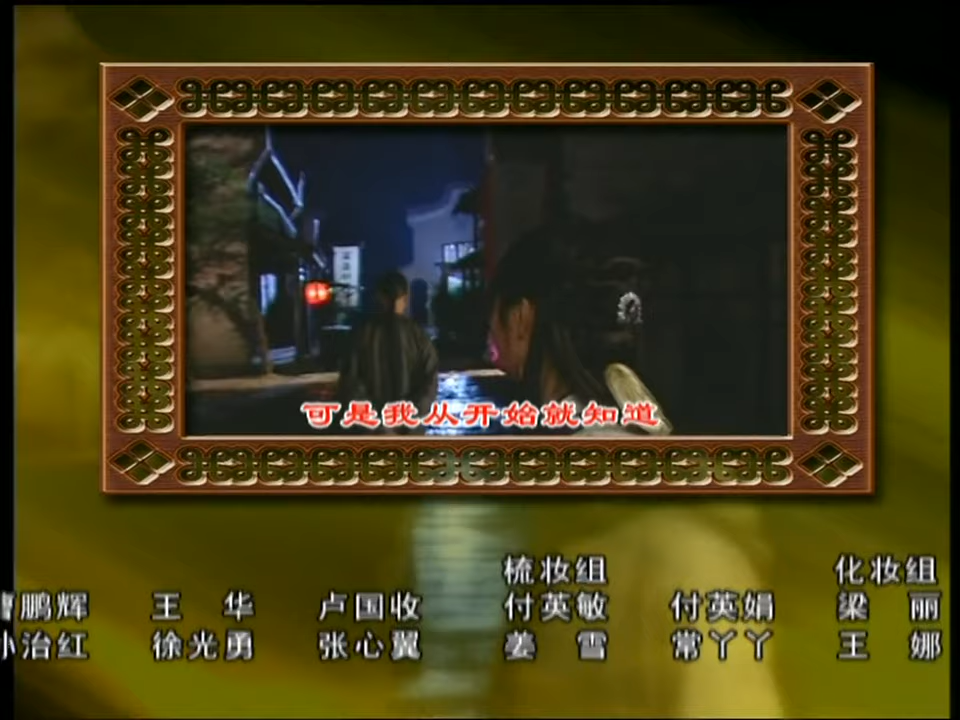 可是我从开始就知道
梳妆组 化妆组
鹏辉 王华 卢国收 付英敏 付英娟 梁丽
治红 徐光勇 张心翼 姜雪 常丫丫 王娜